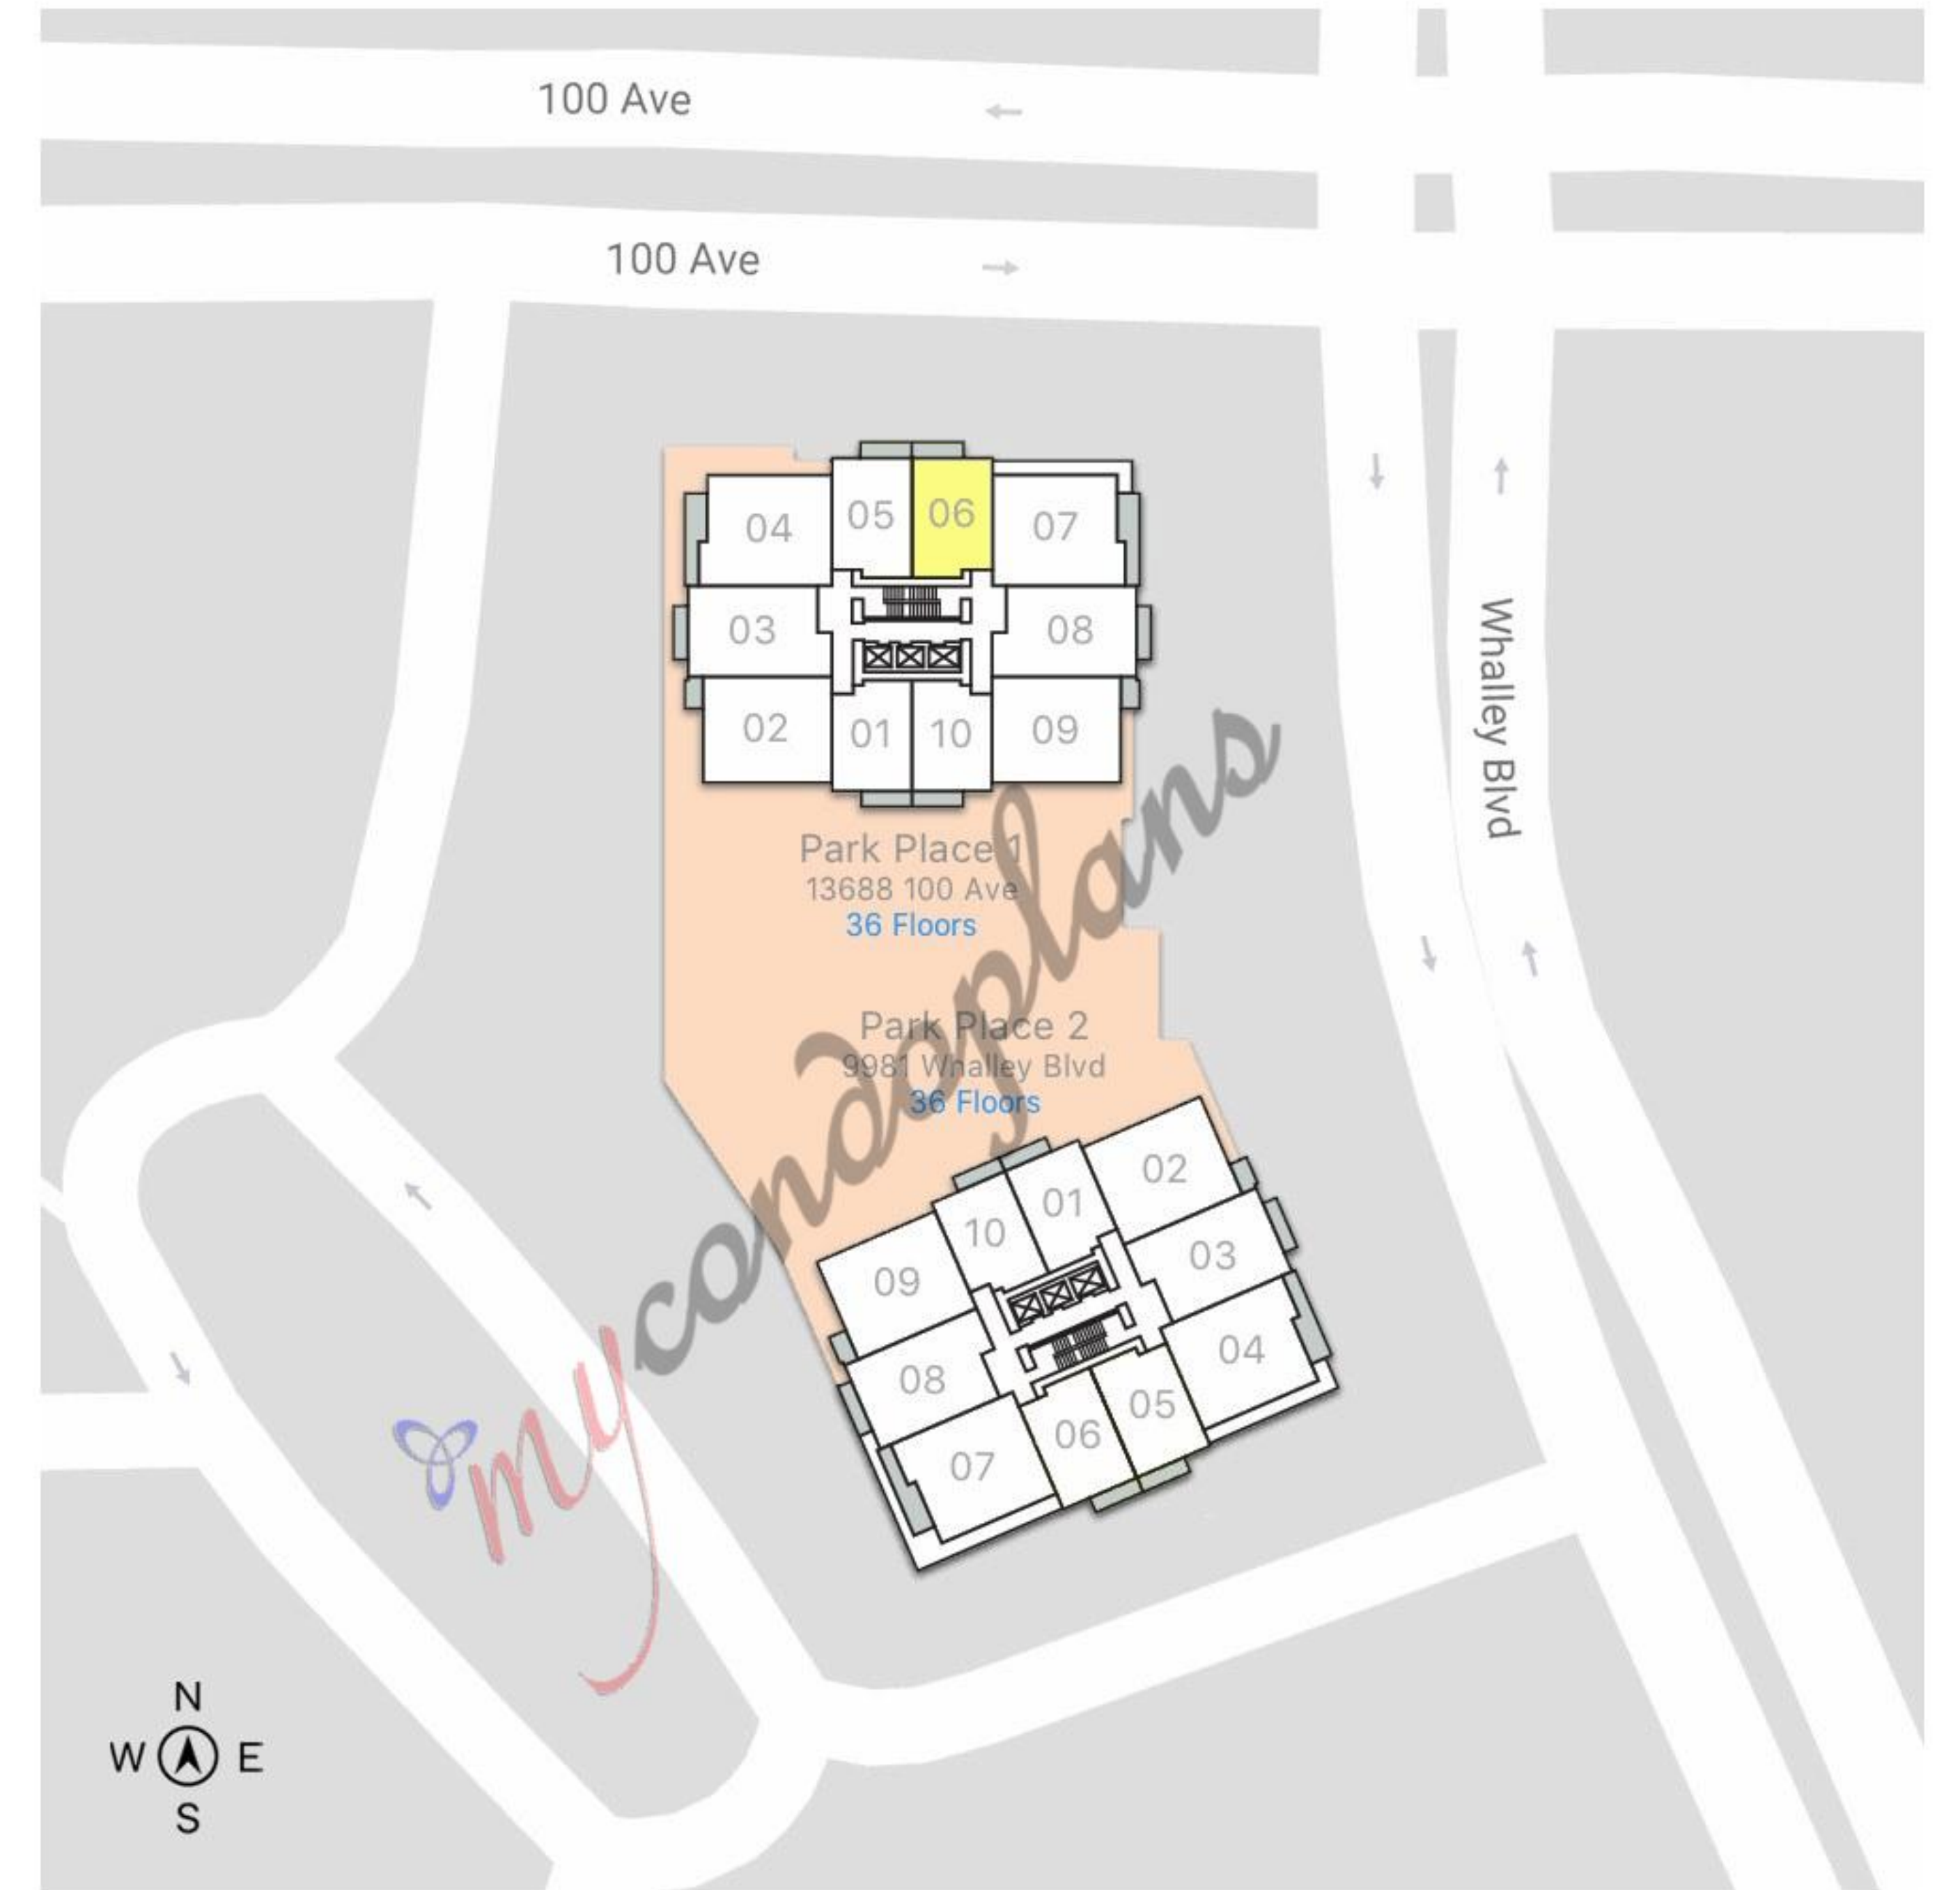 100 Ave
100 Ave
05
06
04
07
03
08
02
01
10
09
Whalley Blvd
Park Place 1
13688 100 Ave
36 Floors
Park Place 2
9981 Whalley Blvd
36 Floors
02
01
10
03
09
04
08
05
06
07
mycondoplans
N
W E
S